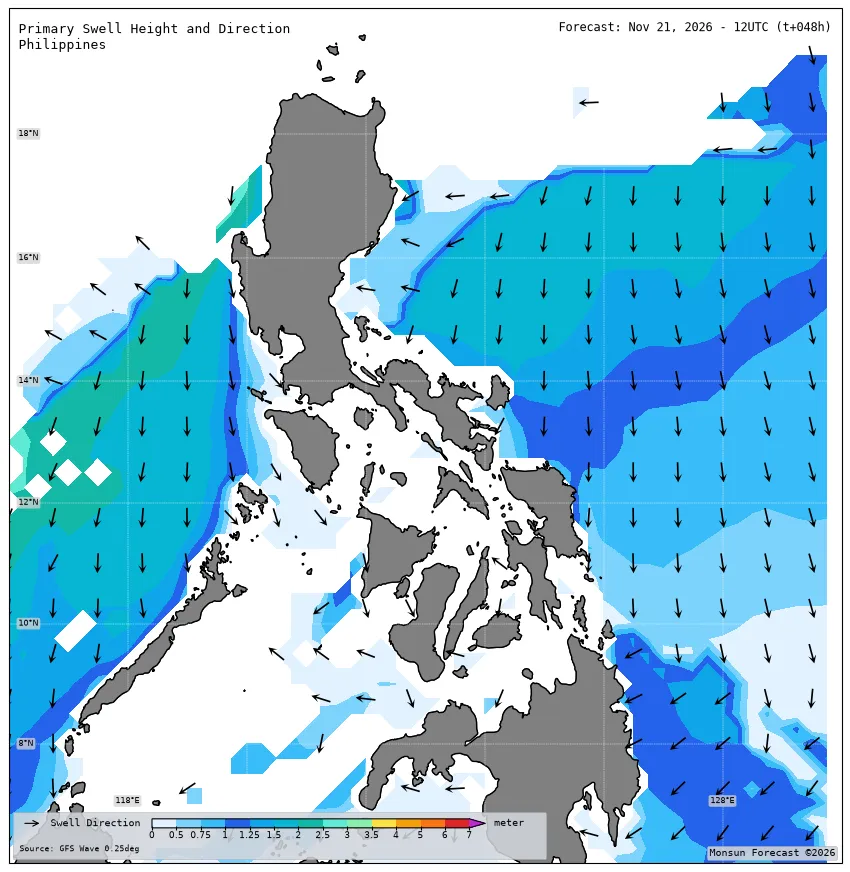 Primary Swell Height and Direction
Philippines
Forecast: Nov 21, 2026 - 12UTC (t+048h)
18°N
16°N
14°N
12°N
10°N
8°N
118°E
128°E
Swell Direction
0 0.5 0.75 1 1.25 1.5 2 2.5 3 3.5 4 5 6 7
meter
Source: GFS Wave 0.25deg
Monsun Forecast ©2026